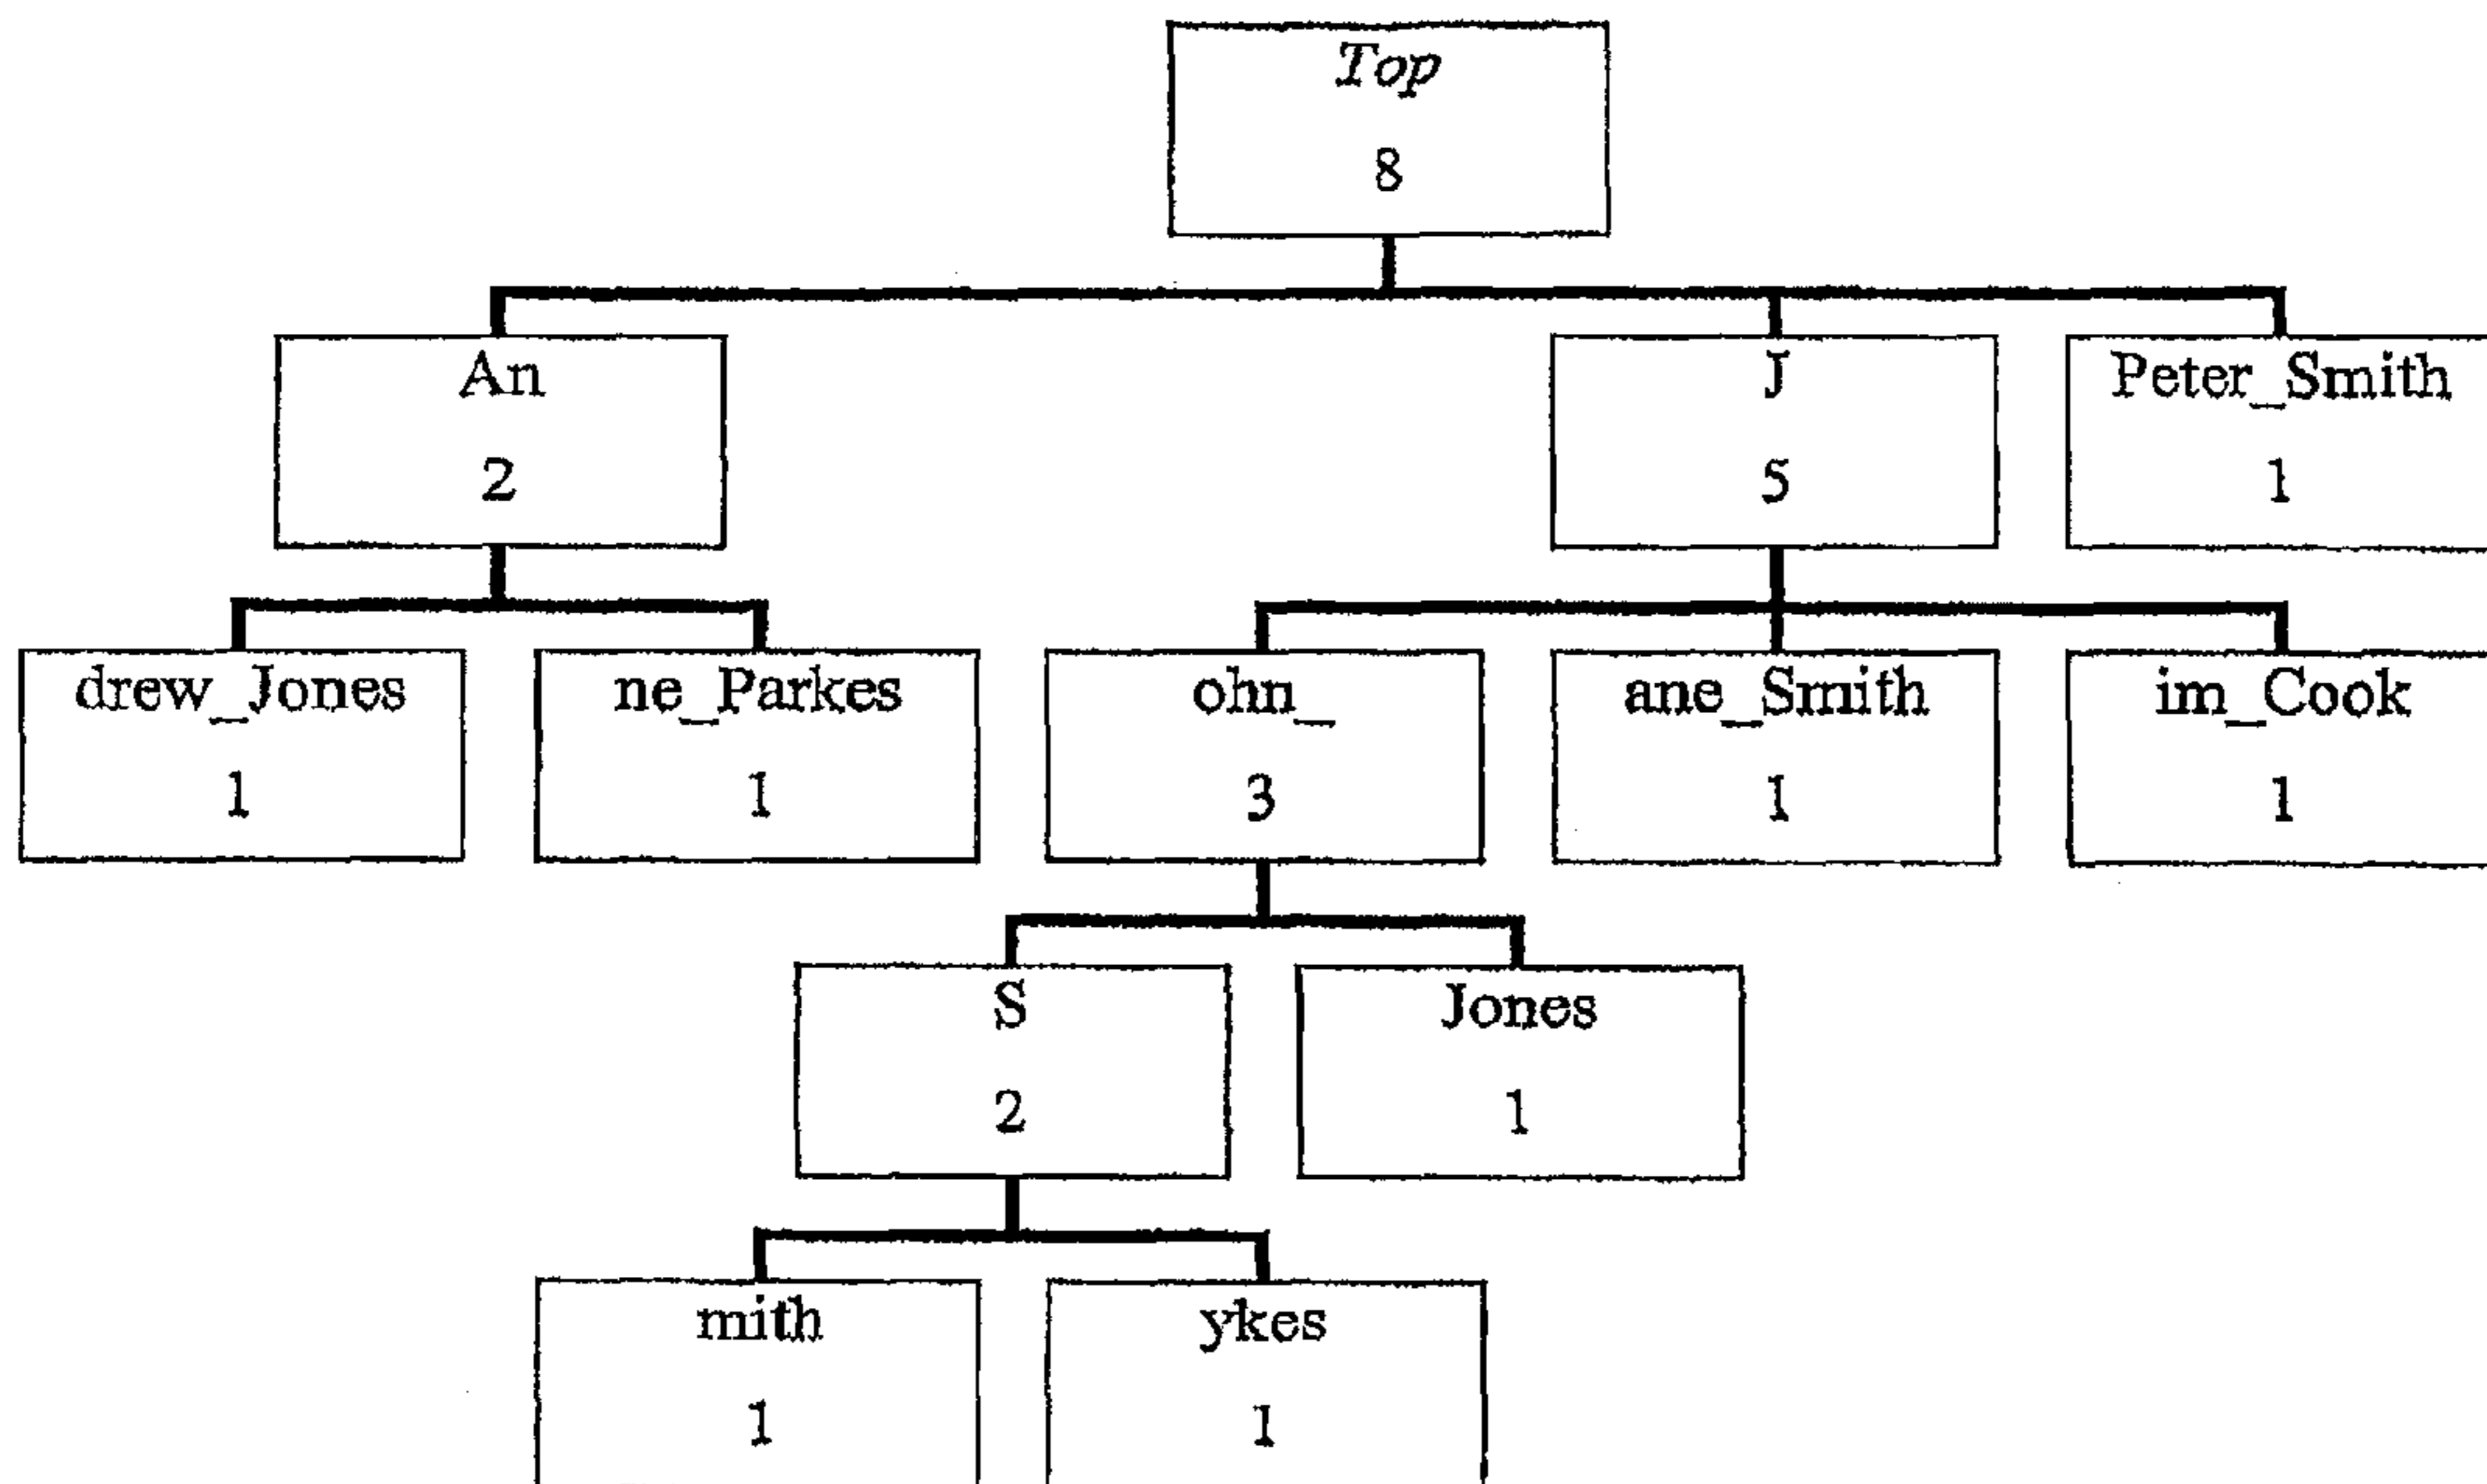 Top
8
An J Peter_Smith
2 5 1
drew_Jones ne_Parkes ohn_ ane_Smith im_Cook
1 1 3 1 1
S Jones
2 1
mith ykes
1 1